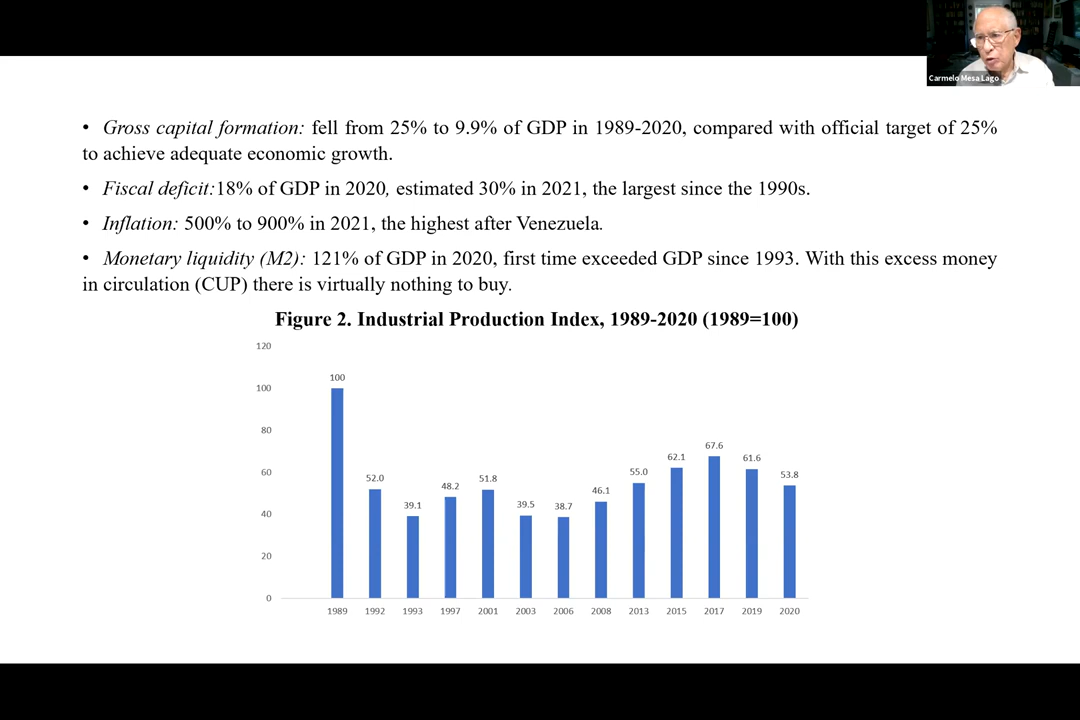 Carmelo Mesa Lago
• Gross capital formation: fell from 25% to 9.9% of GDP in 1989-2020, compared with official target of 25%
to achieve adequate economic growth.
• Fiscal deficit:18% of GDP in 2020, estimated 30% in 2021, the largest since the 1990s.
• Inflation: 500% to 900% in 2021, the highest after Venezuela.
• Monetary liquidity (M2): 121% of GDP in 2020, first time exceeded GDP since 1993. With this excess money
in circulation (CUP) there is virtually nothing to buy.
Figure 2. Industrial Production Index, 1989-2020 (1989=100)
120
100
80
60
40
20
0
100
52.0
39.1
48.2
51.8
39.5
38.7
46.1
55.0
62.1
67.6
61.6
53.8
1989 1992 1993 1997 2001 2003 2006 2008 2013 2015 2017 2019 2020